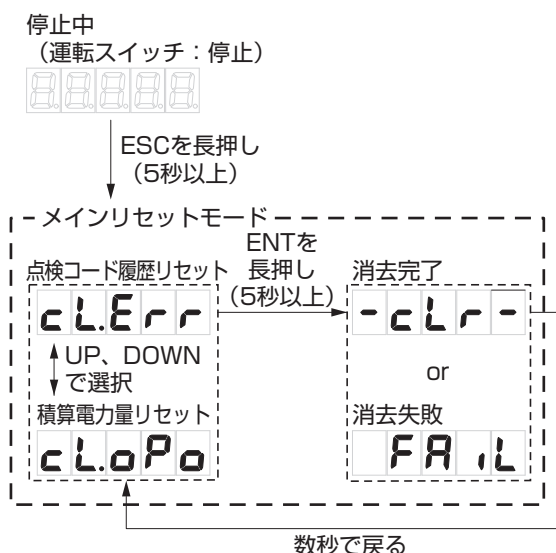 停止中
（運転スイッチ：停止）
ESCを長押し
（5秒以上）
メインリセットモード
ENTを
長押し
（5秒以上）
点検コード履歴リセット
消去完了
cL.Err
-cLr-
UP、DOWN
で選択
or
積算電力量リセット
消去失敗
cL.oPo
FAiL
数秒で戻る